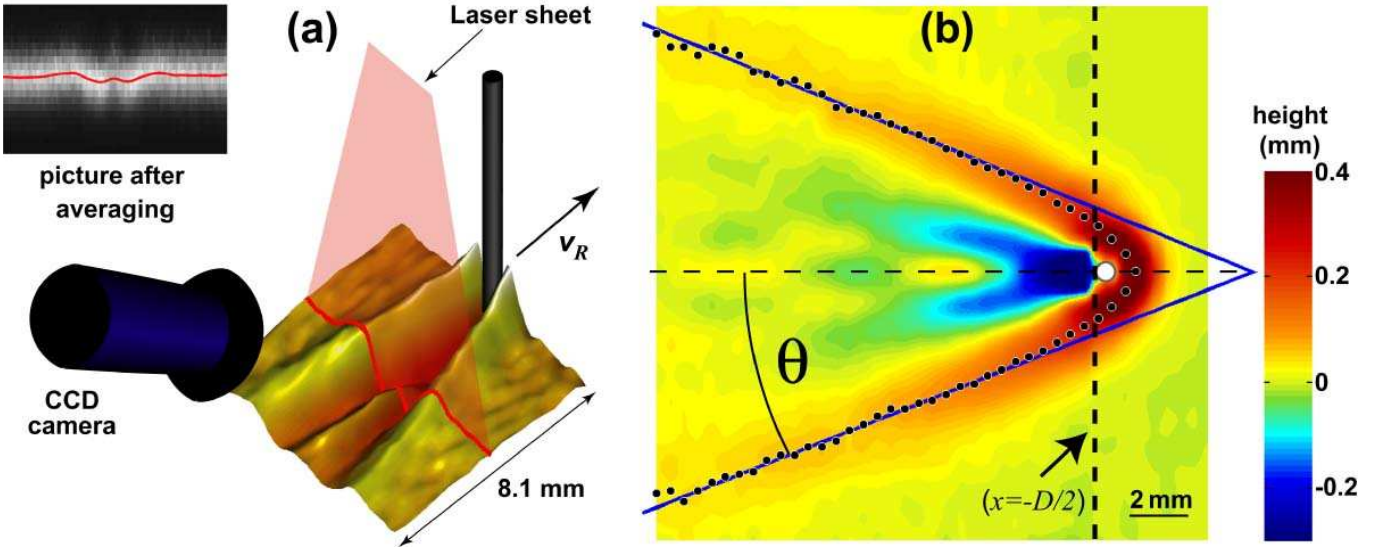 (a)
Laser sheet
picture after
averaging
v_R
CCD
camera
8.1 mm
(b)
θ
(x=-D/2)
2 mm
height
(mm)
0.4
0.2
0
-0.2